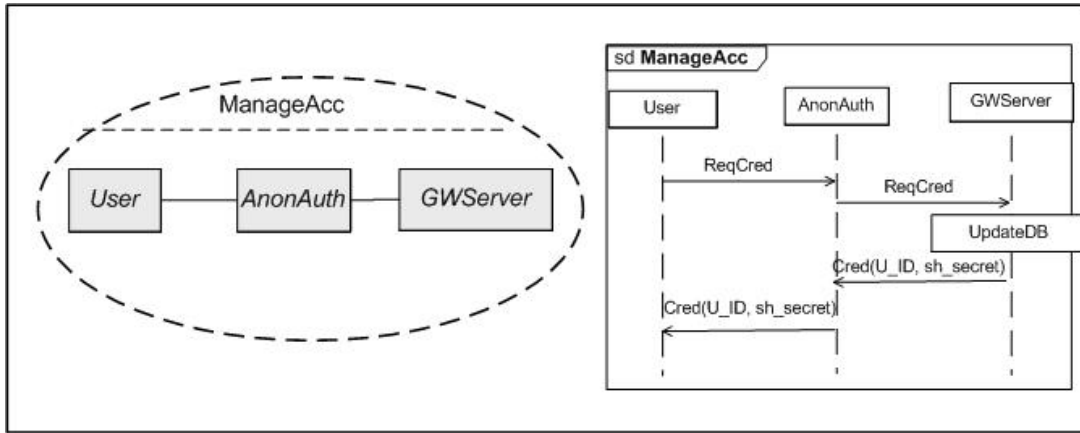 ManageAcc
User
AnonAuth
GWServer
sd ManageAcc
User
AnonAuth
GWServer
ReqCred
ReqCred
UpdateDB
Cred(U_ID, sh_secret)
Cred(U_ID, sh_secret)